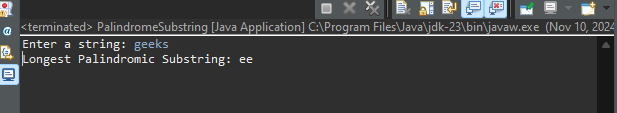 <terminated> PalindromeSubstring [Java Application] C:\Program Files\Java\jdk-23\bin\javaw.exe (Nov 10, 2024
Enter a string: geeks
Longest Palindromic Substring: ee